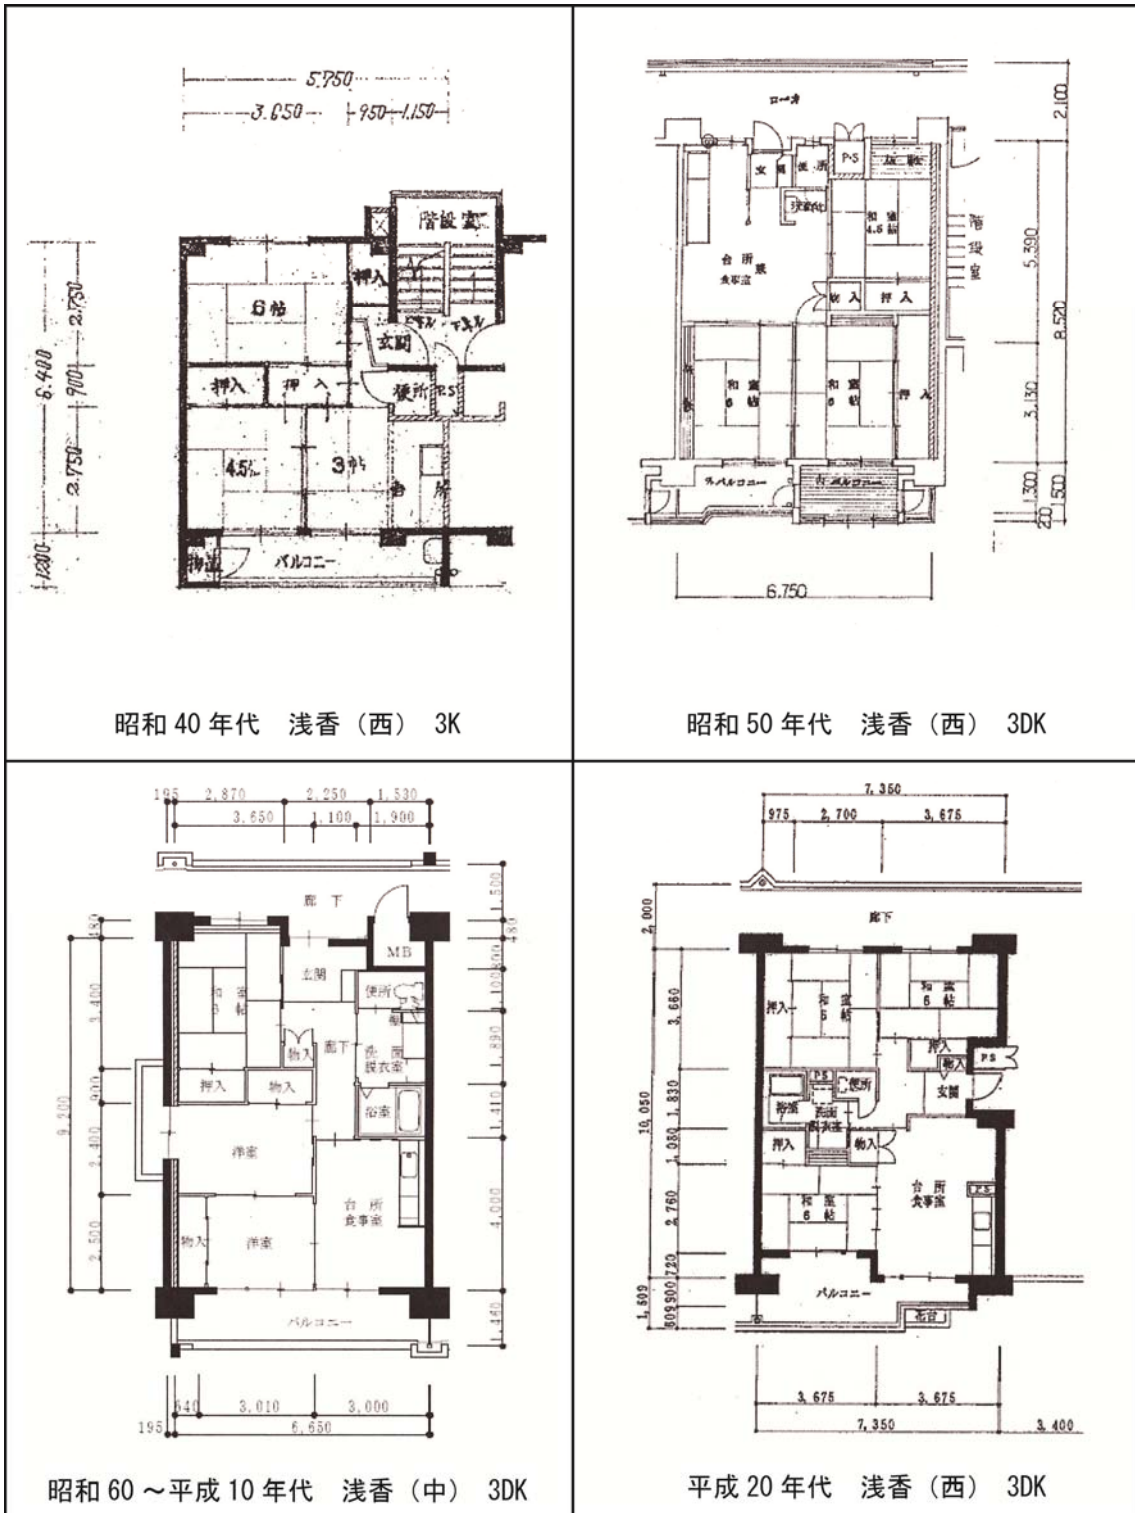 5.750
3.650
950
1.150
階段室
押入
6帖
玄関
押入
押入
便所
P.S
4.5
3帖
台所
バルコニー
2.750
900
6.400
2.750
1200
昭和 40 年代 浅香（西） 3K
ローカ
2.100
玄関
便所
P.S
和室
4.5帖
階段室
5.390
台所
食事室
押入
8.520
和室
6帖
和室
6帖
押入
3.130
外バルコニー
内バルコニー
1.300
1.500
200
6.750
昭和 50 年代 浅香（西） 3DK
195
2,870
2,250
1,530
3,650
1,100
1,900
廊下
1,500
480
480
MB
玄関
800
便所
1,100
和室
6帖
3,400
棚
物入
廊下
洗面
脱衣室
1,890
押入
物入
900
浴室
1,410
9,200
洋室
2,400
台所
食事室
4,000
物入
洋室
2,500
バルコニー
1,460
640
3,010
3,000
195
6,650
昭和 60 ～平成 10 年代 浅香（中） 3DK
7,350
975
2,700
3,675
2,000
廊下
3,660
押入
和室
6帖
和室
6帖
押入
物入
PS
PS
便所
玄関
浴室
洗面
脱衣室
1,830
10,050
1,080
押入
物入
台所
食事室
PS
2,760
和室
6帖
720
バルコニー
900
609
1,509
花台
3,675
3,675
7,350
3,400
平成 20 年代 浅香（西） 3DK